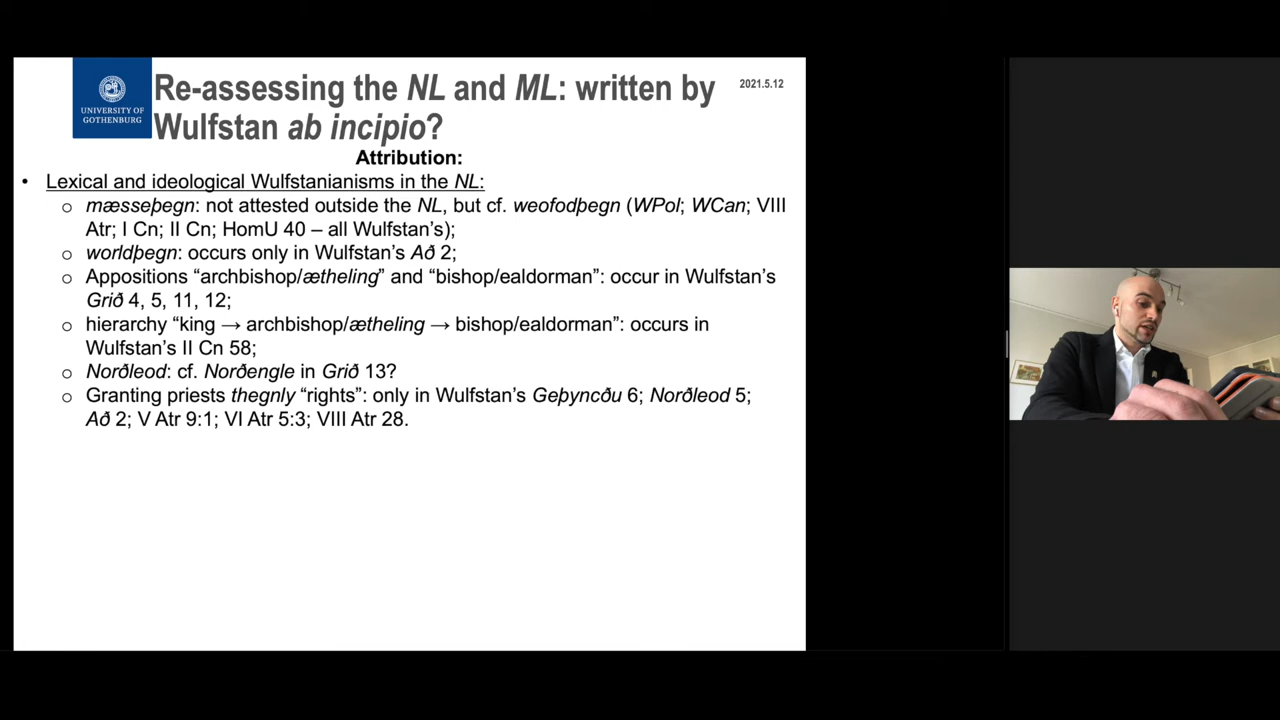 Re-assessing the NL and ML: written by
Wulfstan ab incipio?
2021.5.12
UNIVERSITY OF
GOTHENBURG
Attribution:
• Lexical and ideological Wulfstanianisms in the NL:
o mæsseþegn: not attested outside the NL, but cf. weofodþegn (WPol; WCan; VIII
Atr; I Cn; II Cn; HomU 40 – all Wulfstan’s);
o worldþegn: occurs only in Wulfstan’s Að 2;
o Appositions “archbishop/ætheling” and “bishop/ealdorman”: occur in Wulfstan’s
Grið 4, 5, 11, 12;
o hierarchy “king → archbishop/ætheling → bishop/ealdorman”: occurs in
Wulfstan’s II Cn 58;
o Norðleod: cf. Norðengle in Grið 13?
o Granting priests thegnly “rights”: only in Wulfstan’s Geþyncðu 6; Norðleod 5;
Að 2; V Atr 9:1; VI Atr 5:3; VIII Atr 28.